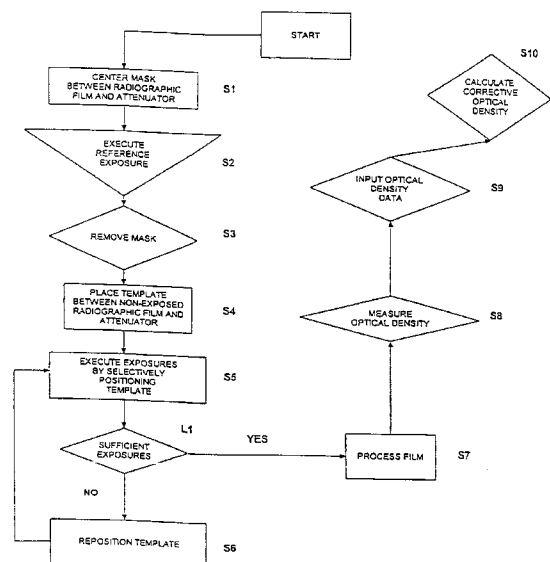 START
CENTER MASK
BETWEEN RADIOGRAPHIC
FILM AND ATTENUATOR
S1
EXECUTE
REFERENCE
EXPOSURE
S2
REMOVE MASK
S3
PLACE TEMPLATE
BETWEEN NON-EXPOSED
RADIOGRAPHIC FILM AND
ATTENUATOR
S4
EXECUTE EXPOSURES
BY SELECTIVELY
POSITIONING
TEMPLATE
S5
L1
SUFFICIENT
EXPOSURES
YES
NO
REPOSITION TEMPLATE
S6
PROCESS FILM
S7
MEASURE
OPTICAL DENSITY
S8
INPUT OPTICAL
DENSITY
DATA
S9
CALCULATE
CORRECTIVE
OPTICAL
DENSITY
S10